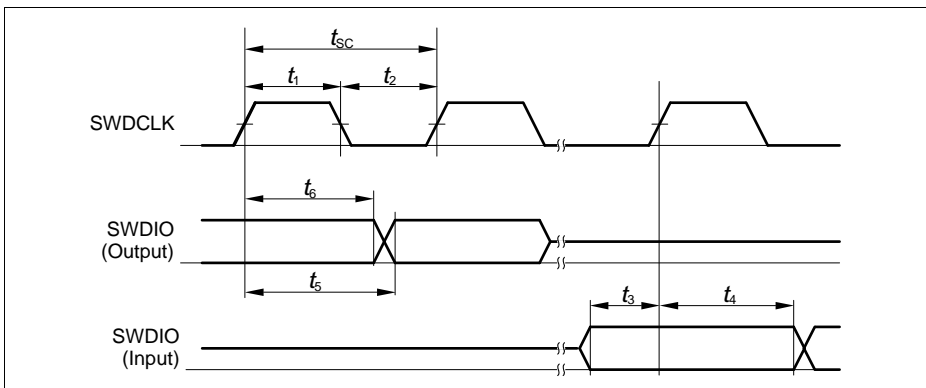 tSC
t1 t2
SWDCLK
t6
SWDIO
(Output)
t5
t3 t4
SWDIO
(Input)